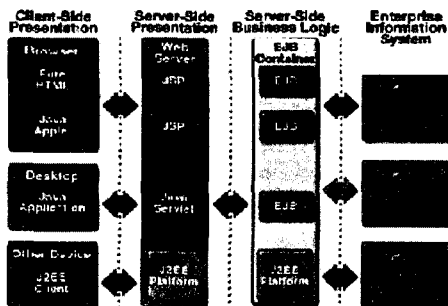 Client-Side
Presentation
Browser
Pure
HTML
Java
Applet
Desktop
Java
Application
Other Device
J2EE
Client
Server-Side
Presentation
Web
Server
JSP
JSP
Java
Servlet
J2EE
Platform
Server-Side
Business Logic
EJB
Container
EJB
EJB
EJB
J2EE
Platform
Enterprise
Information
System